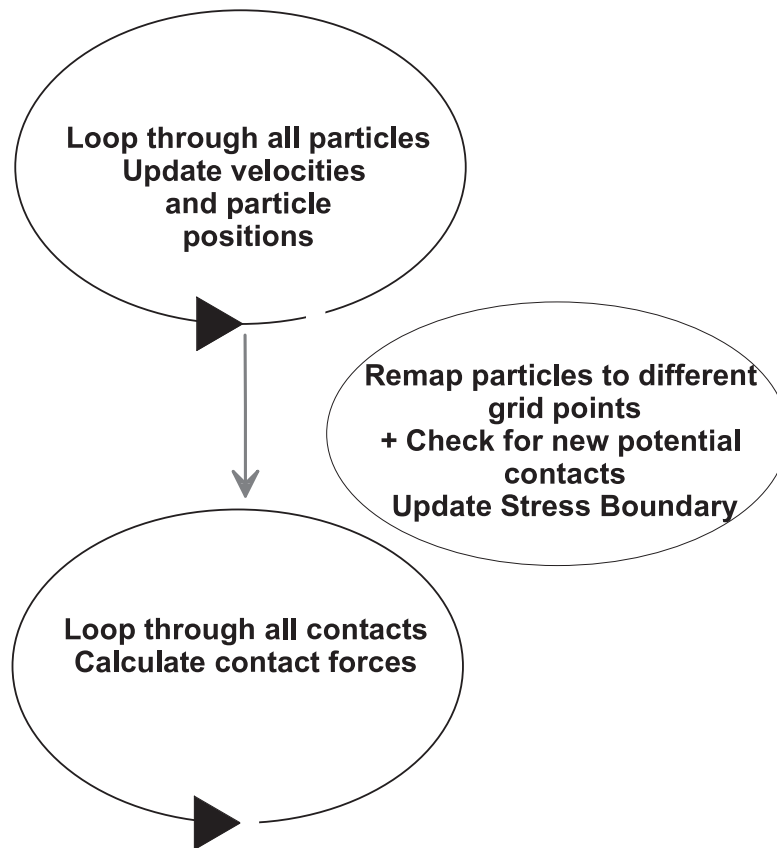 Loop through all particles
Update velocities
and particle
positions
Remap particles to different
grid points
+ Check for new potential
contacts
Update Stress Boundary
Loop through all contacts
Calculate contact forces